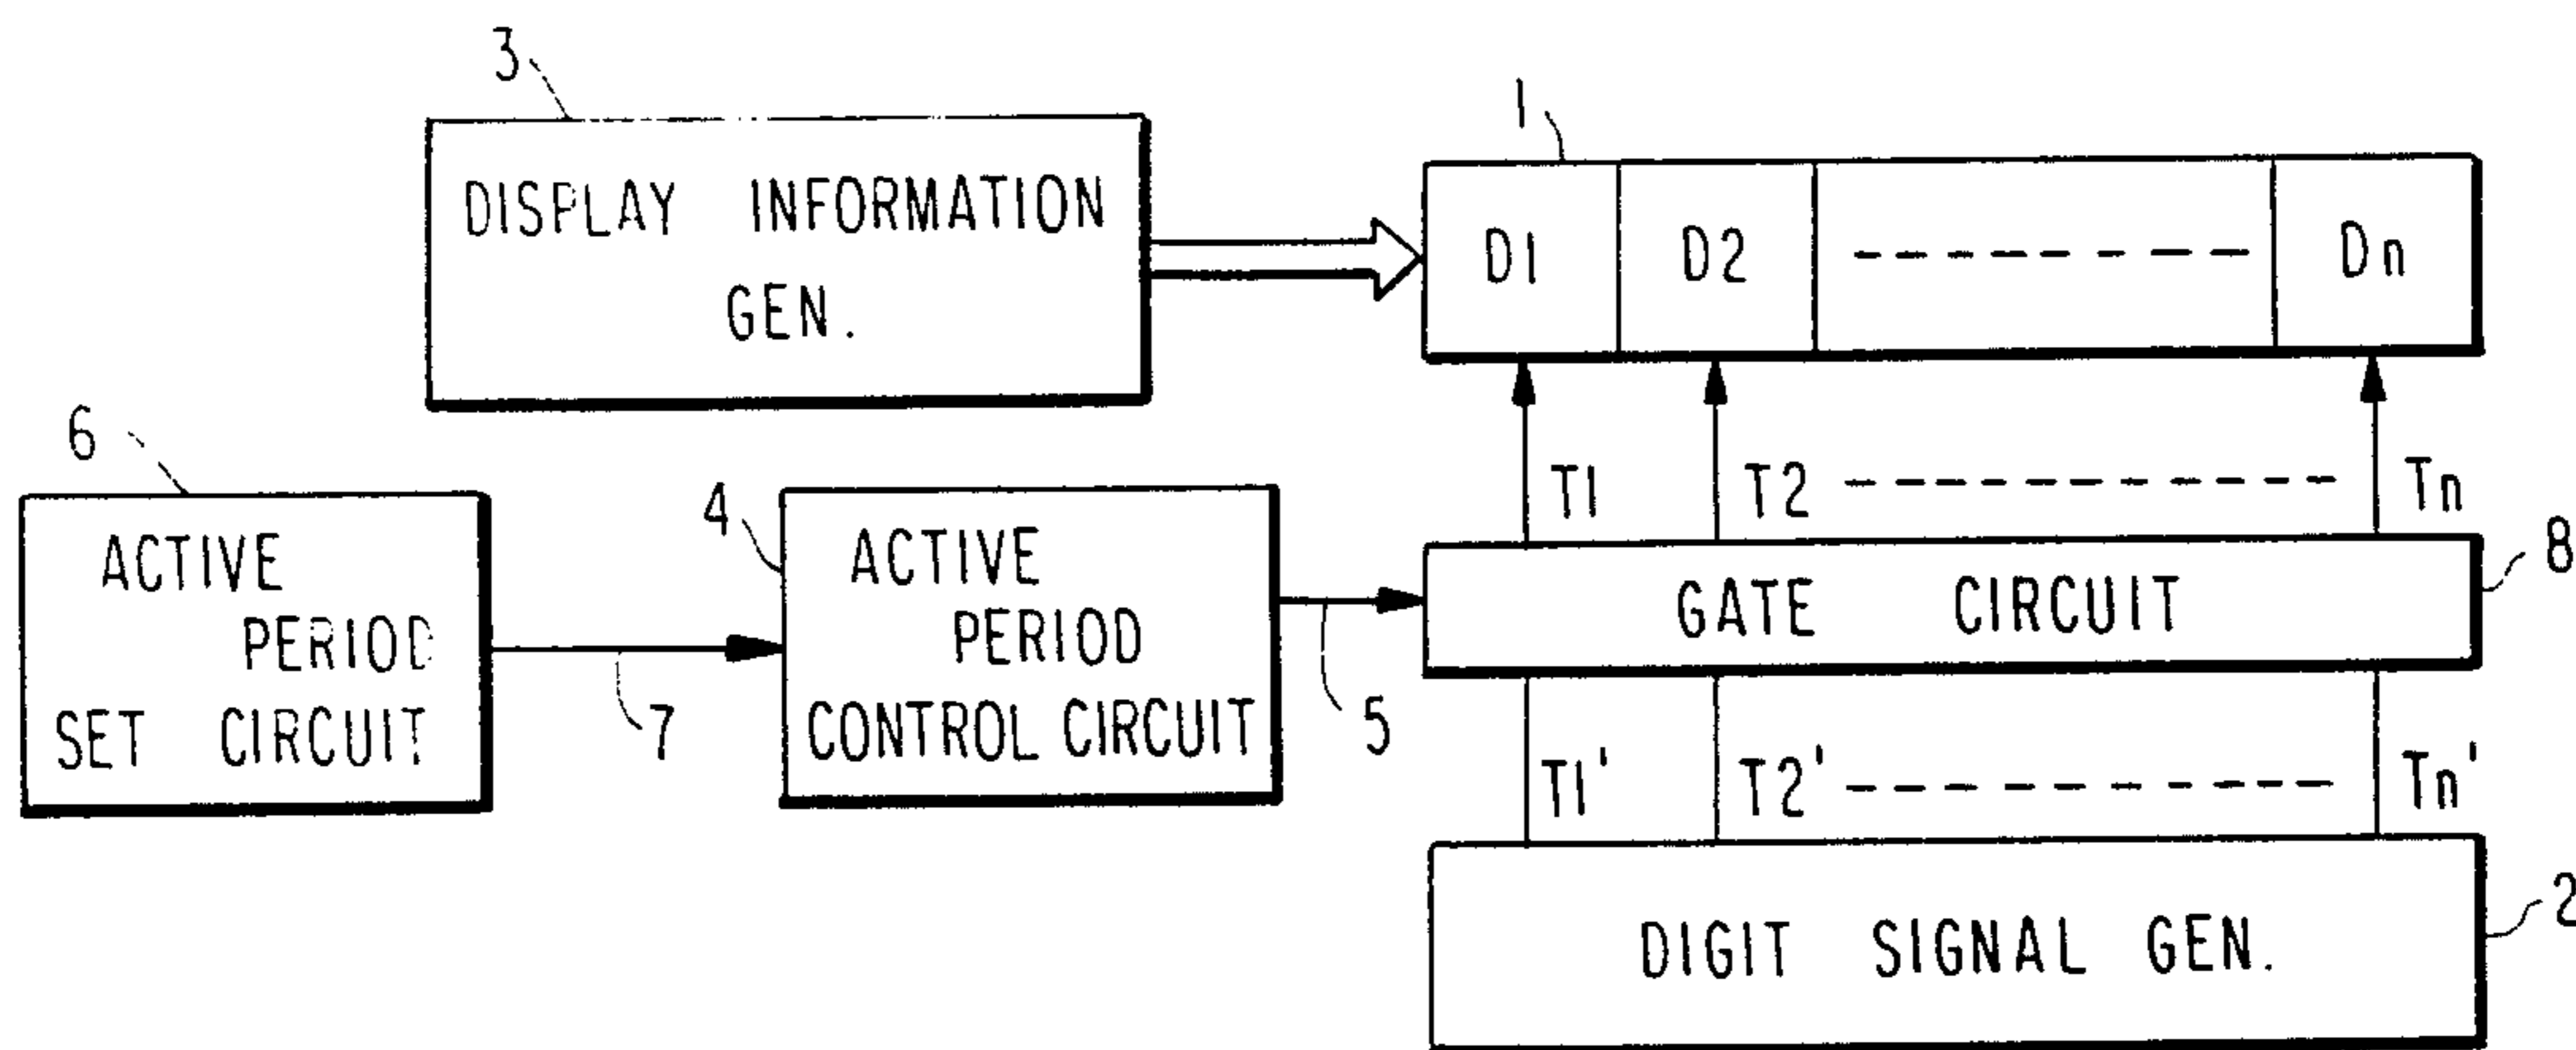 3
DISPLAY INFORMATION
GEN.
1
D1 D2 Dn
6
ACTIVE
PERIOD
SET CIRCUIT
7
4
ACTIVE
PERIOD
CONTROL CIRCUIT
5
T1 T2 Tn
GATE CIRCUIT
8
T1' T2' Tn'
DIGIT SIGNAL GEN.
2